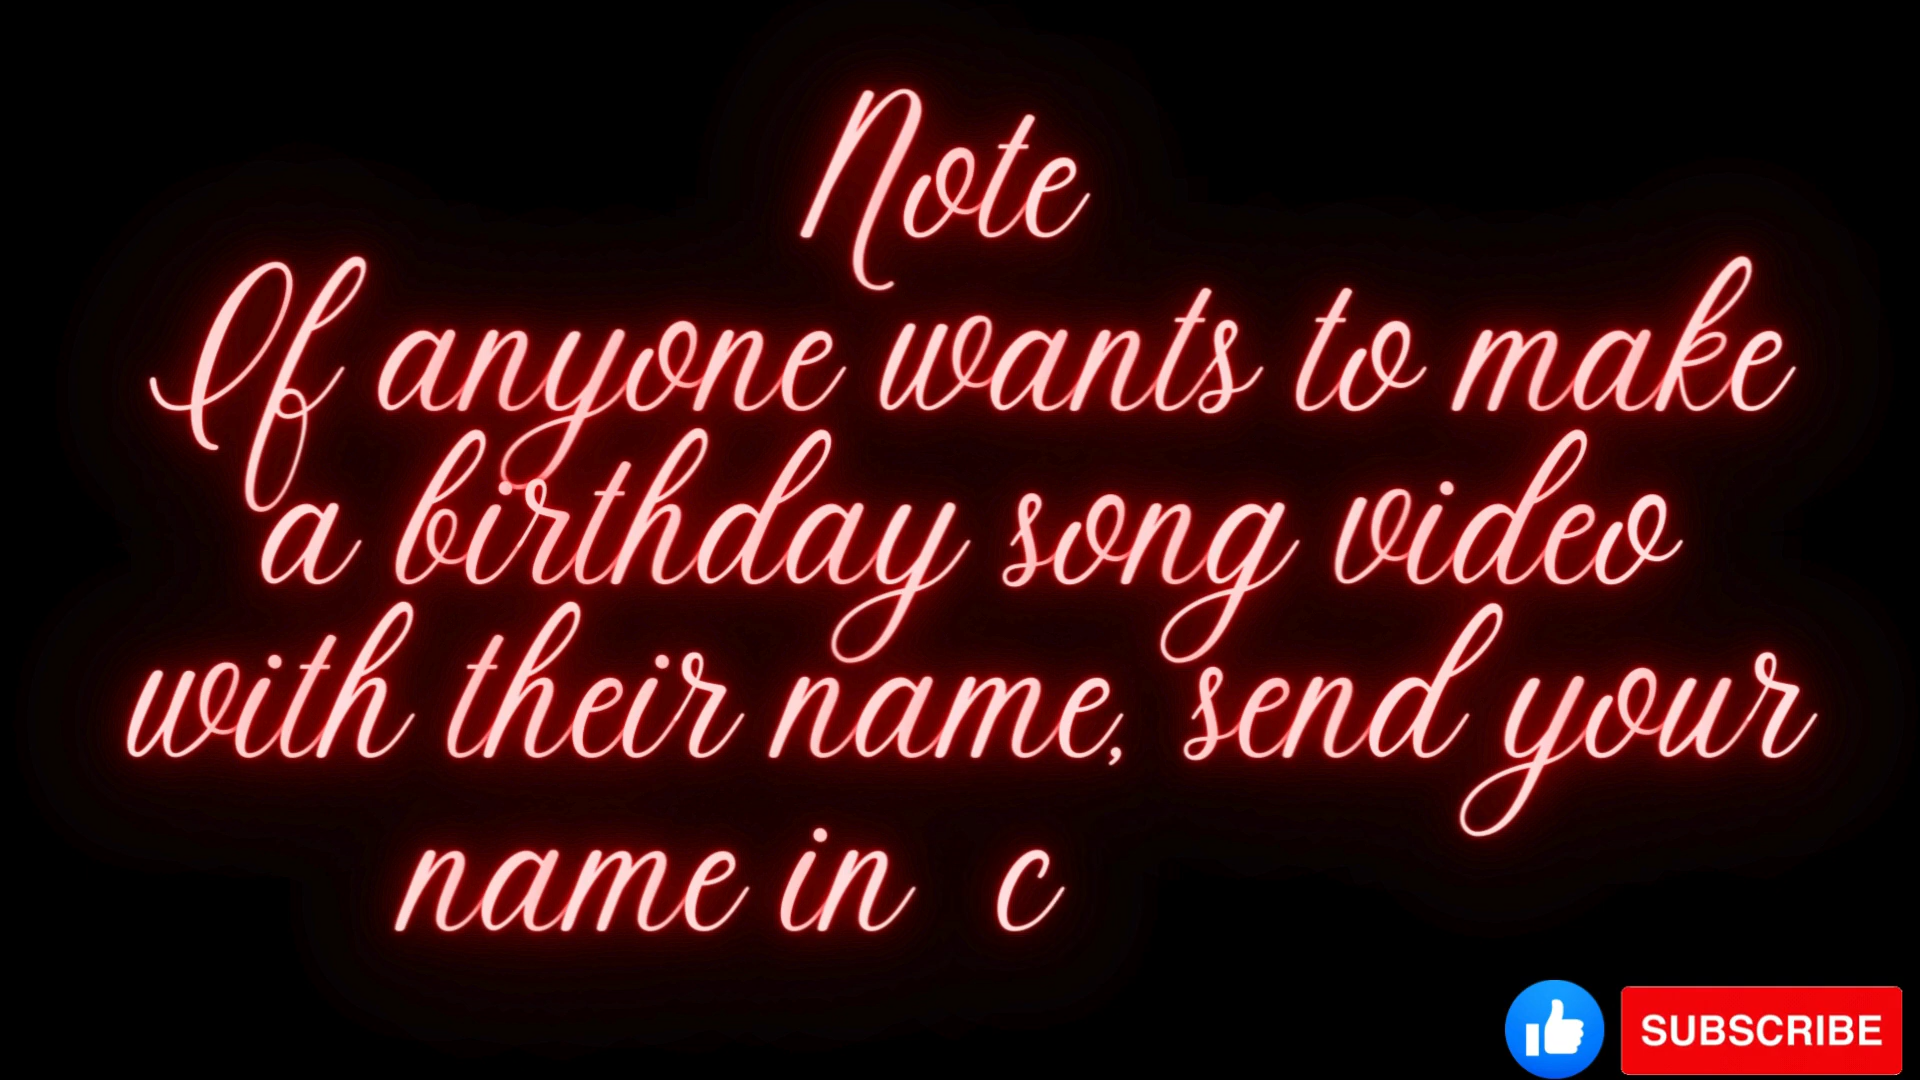 Note
If anyone wants to make
a birthday song video
with their name, send your
name in c
SUBSCRIBE